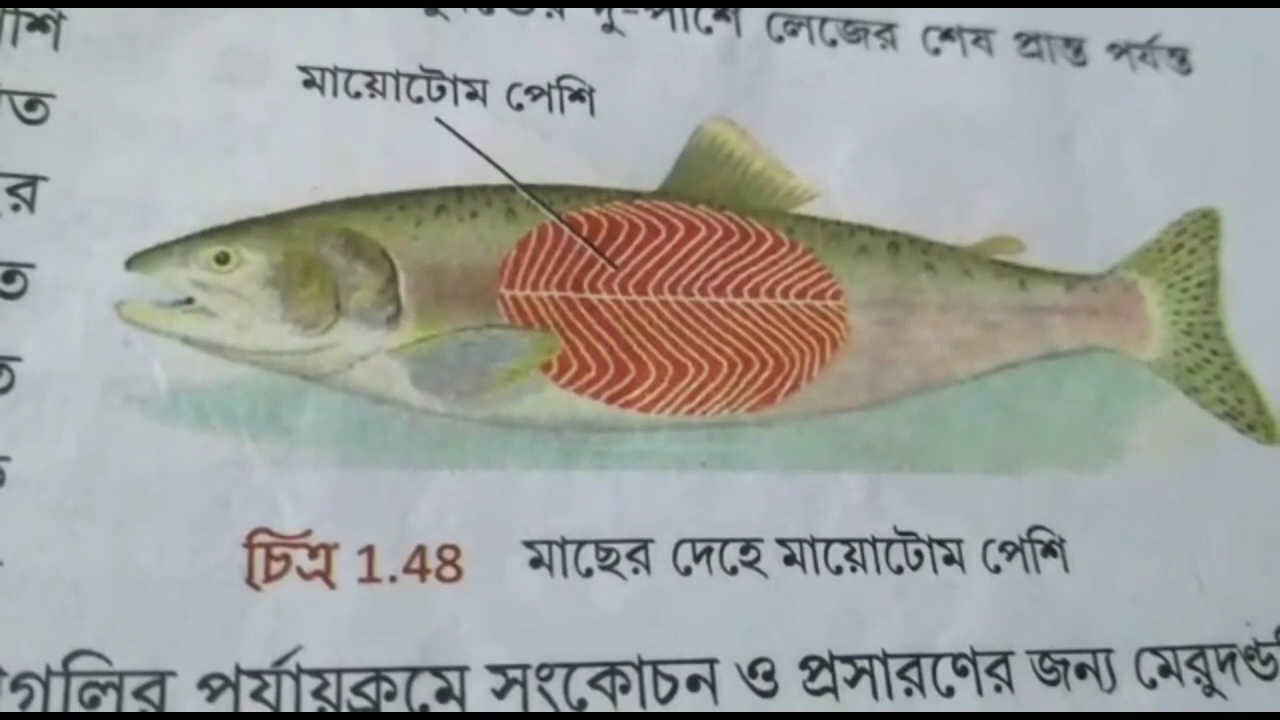 দু-পাশে লেজের শেষ প্রান্ত পর্যন্ত
মায়োটোম পেশি
চিত্র 1.48 মাছের দেহে মায়োটোম পেশি
গুলির পর্যায়ক্রমে সংকোচন ও প্রসারণের জন্য মেরুদণ্ড